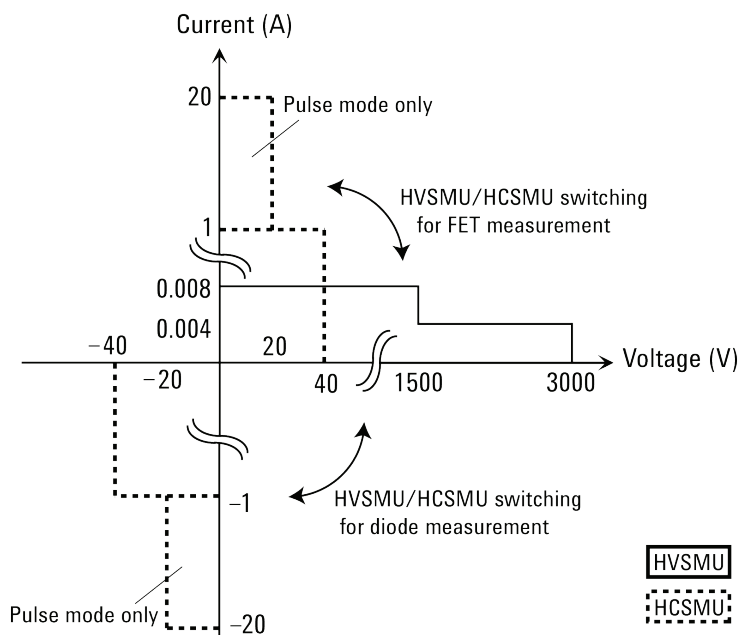 Current (A)
20
Pulse mode only
HVSMU/HCSMU switching
for FET measurement
1
0.008
0.004
−40
20
Voltage (V)
−20
40
1500
3000
−1
HVSMU/HCSMU switching
for diode measurement
HVSMU
HCSMU
Pulse mode only
−20